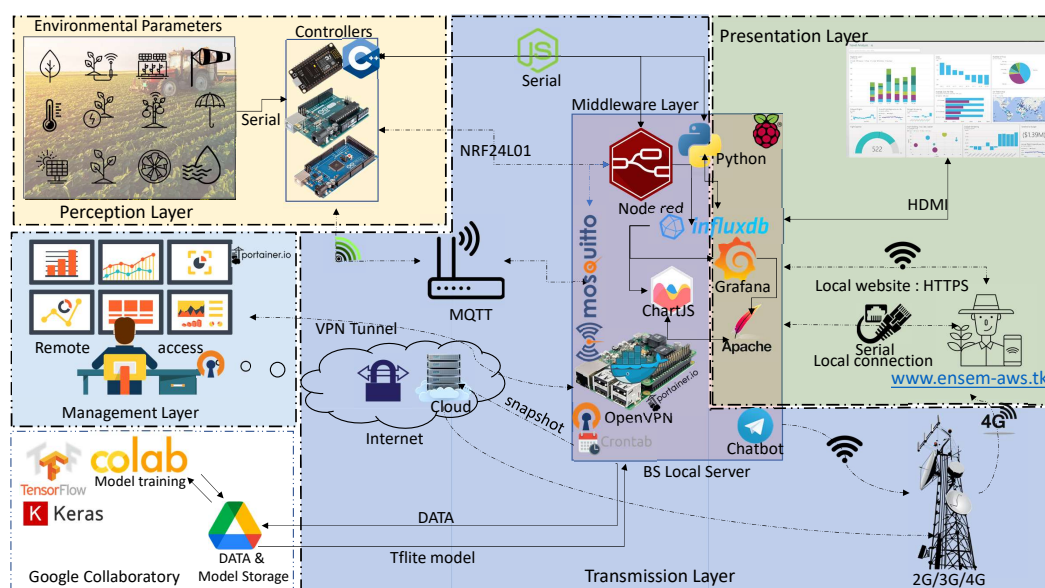 Environmental Parameters
Controllers
C++
Serial
Perception Layer
JS
Serial
NRF24L01
Middleware Layer
Python
Node red
influxdb
mosquitto
Grafana
ChartJS
Apache
portainer.io
OpenVPN
Crontab
BS Local Server
Chatbot
Presentation Layer
522
HDMI
Local website : HTTPS
Serial
Local connection
www.ensem-aws.tk
4G
2G/3G/4G
portainer.io
Remote access
Management Layer
MQTT
VPN Tunnel
Cloud
Internet
snapshot
colab
TensorFlow
Model training
K Keras
DATA &
Model Storage
Google Collaboratory
DATA
Tflite model
Transmission Layer